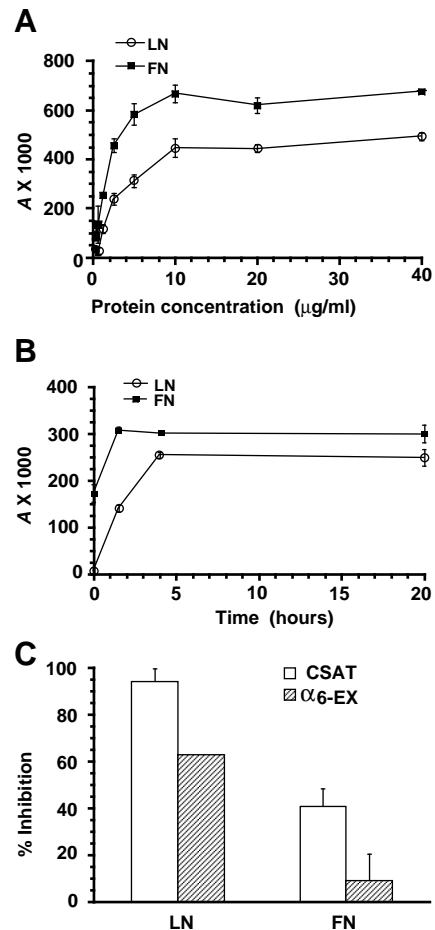 A
LN
FN
A X 1000
800
600
400
200
0
0 10 20 30 40
Protein concentration (μg/ml)
B
LN
FN
A X 1000
400
300
200
100
0
0 5 10 15 20
Time (hours)
C
CSAT
α6-EX
% Inhibition
100
80
60
40
20
0
LN FN